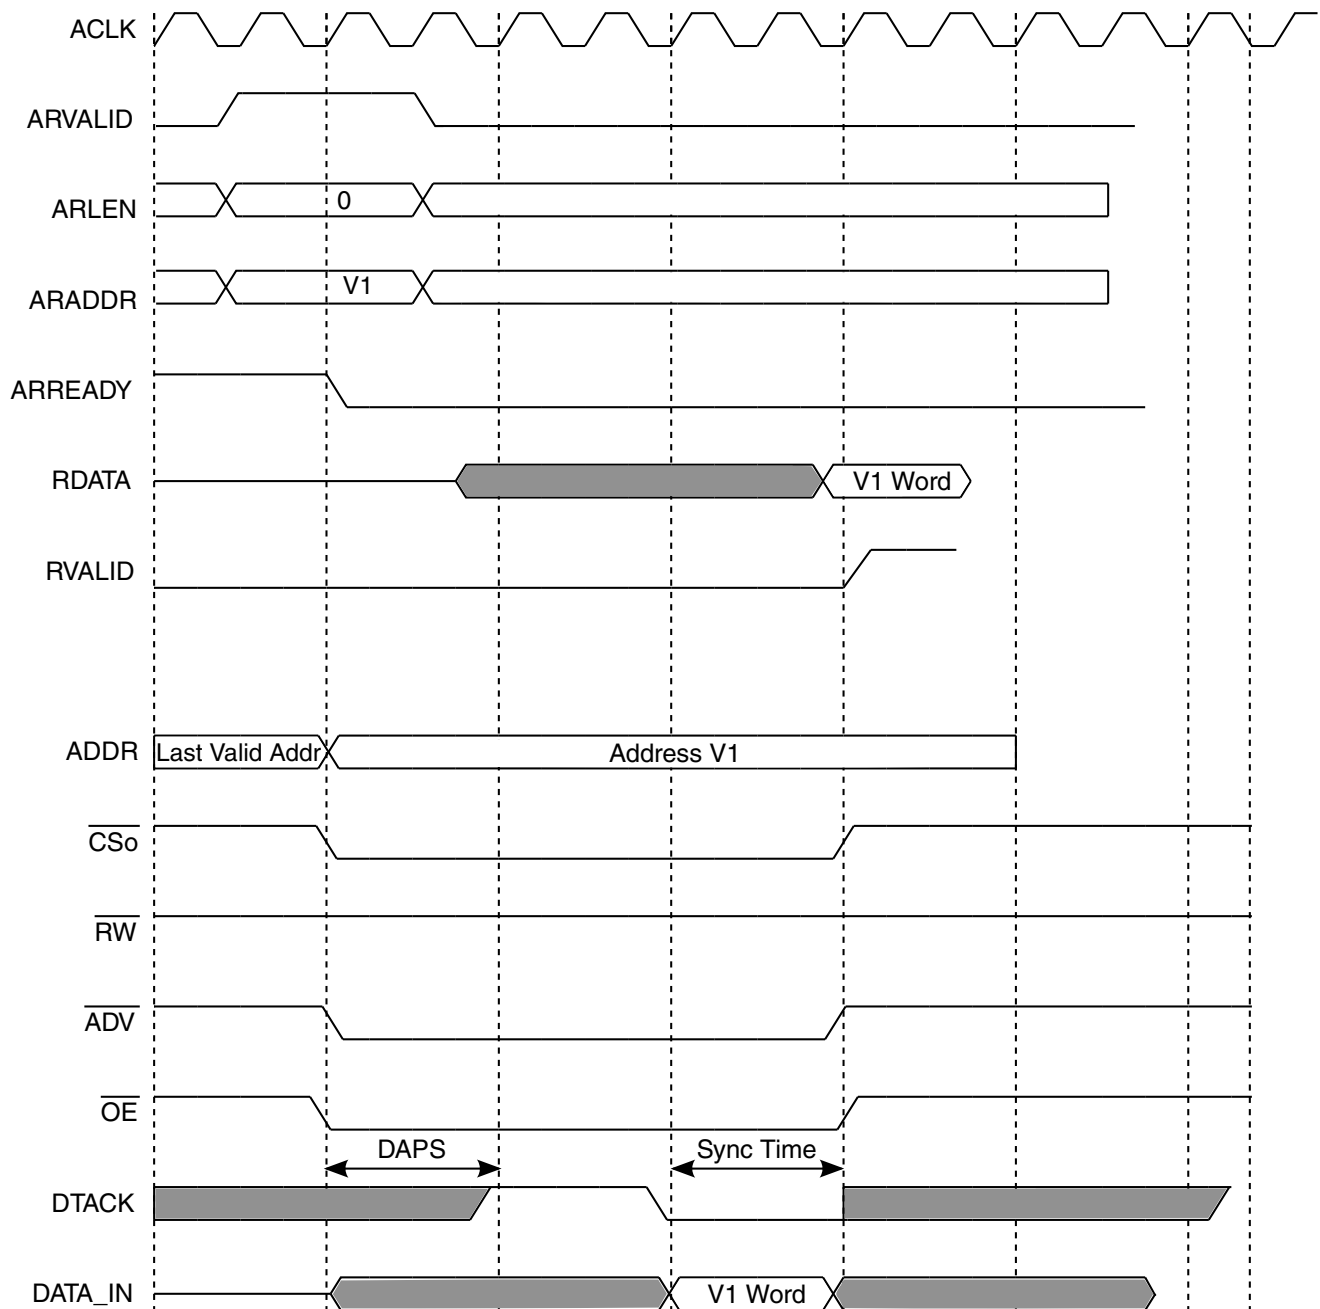 ACLK
ARVALID
ARLEN
0
ARADDR
V1
ARREADY
RDATA
V1 Word
RVALID
ADDR
Last Valid Addr
Address V1
CSo
RW
ADV
OE
DAPS
Sync Time
DTACK
DATA_IN
V1 Word